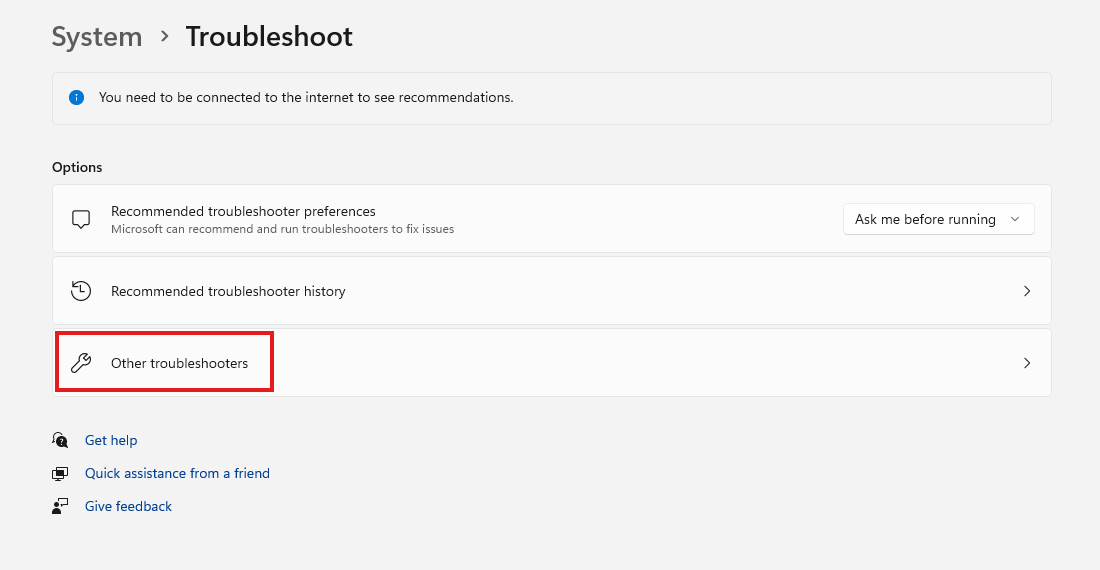 System > Troubleshoot
You need to be connected to the internet to see recommendations.
Options
Recommended troubleshooter preferences
Microsoft can recommend and run troubleshooters to fix issues
Ask me before running
Recommended troubleshooter history
Other troubleshooters
Get help
Quick assistance from a friend
Give feedback